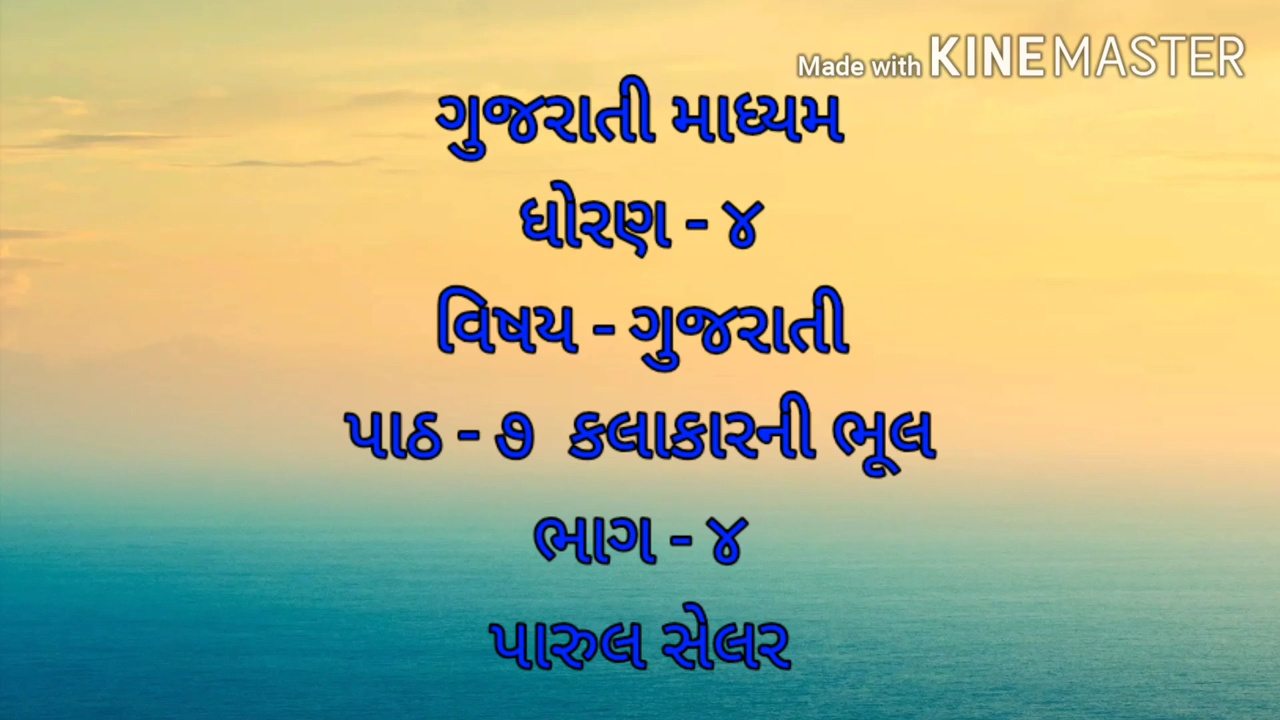 Made with KINEMASTER
ગુજરાતી માધ્યમ
ધોરણ - ૪
વિષય - ગુજરાતી
પાઠ - ૭ કલાકારની ભૂલ
ભાગ - ૪
પારુલ સેલર